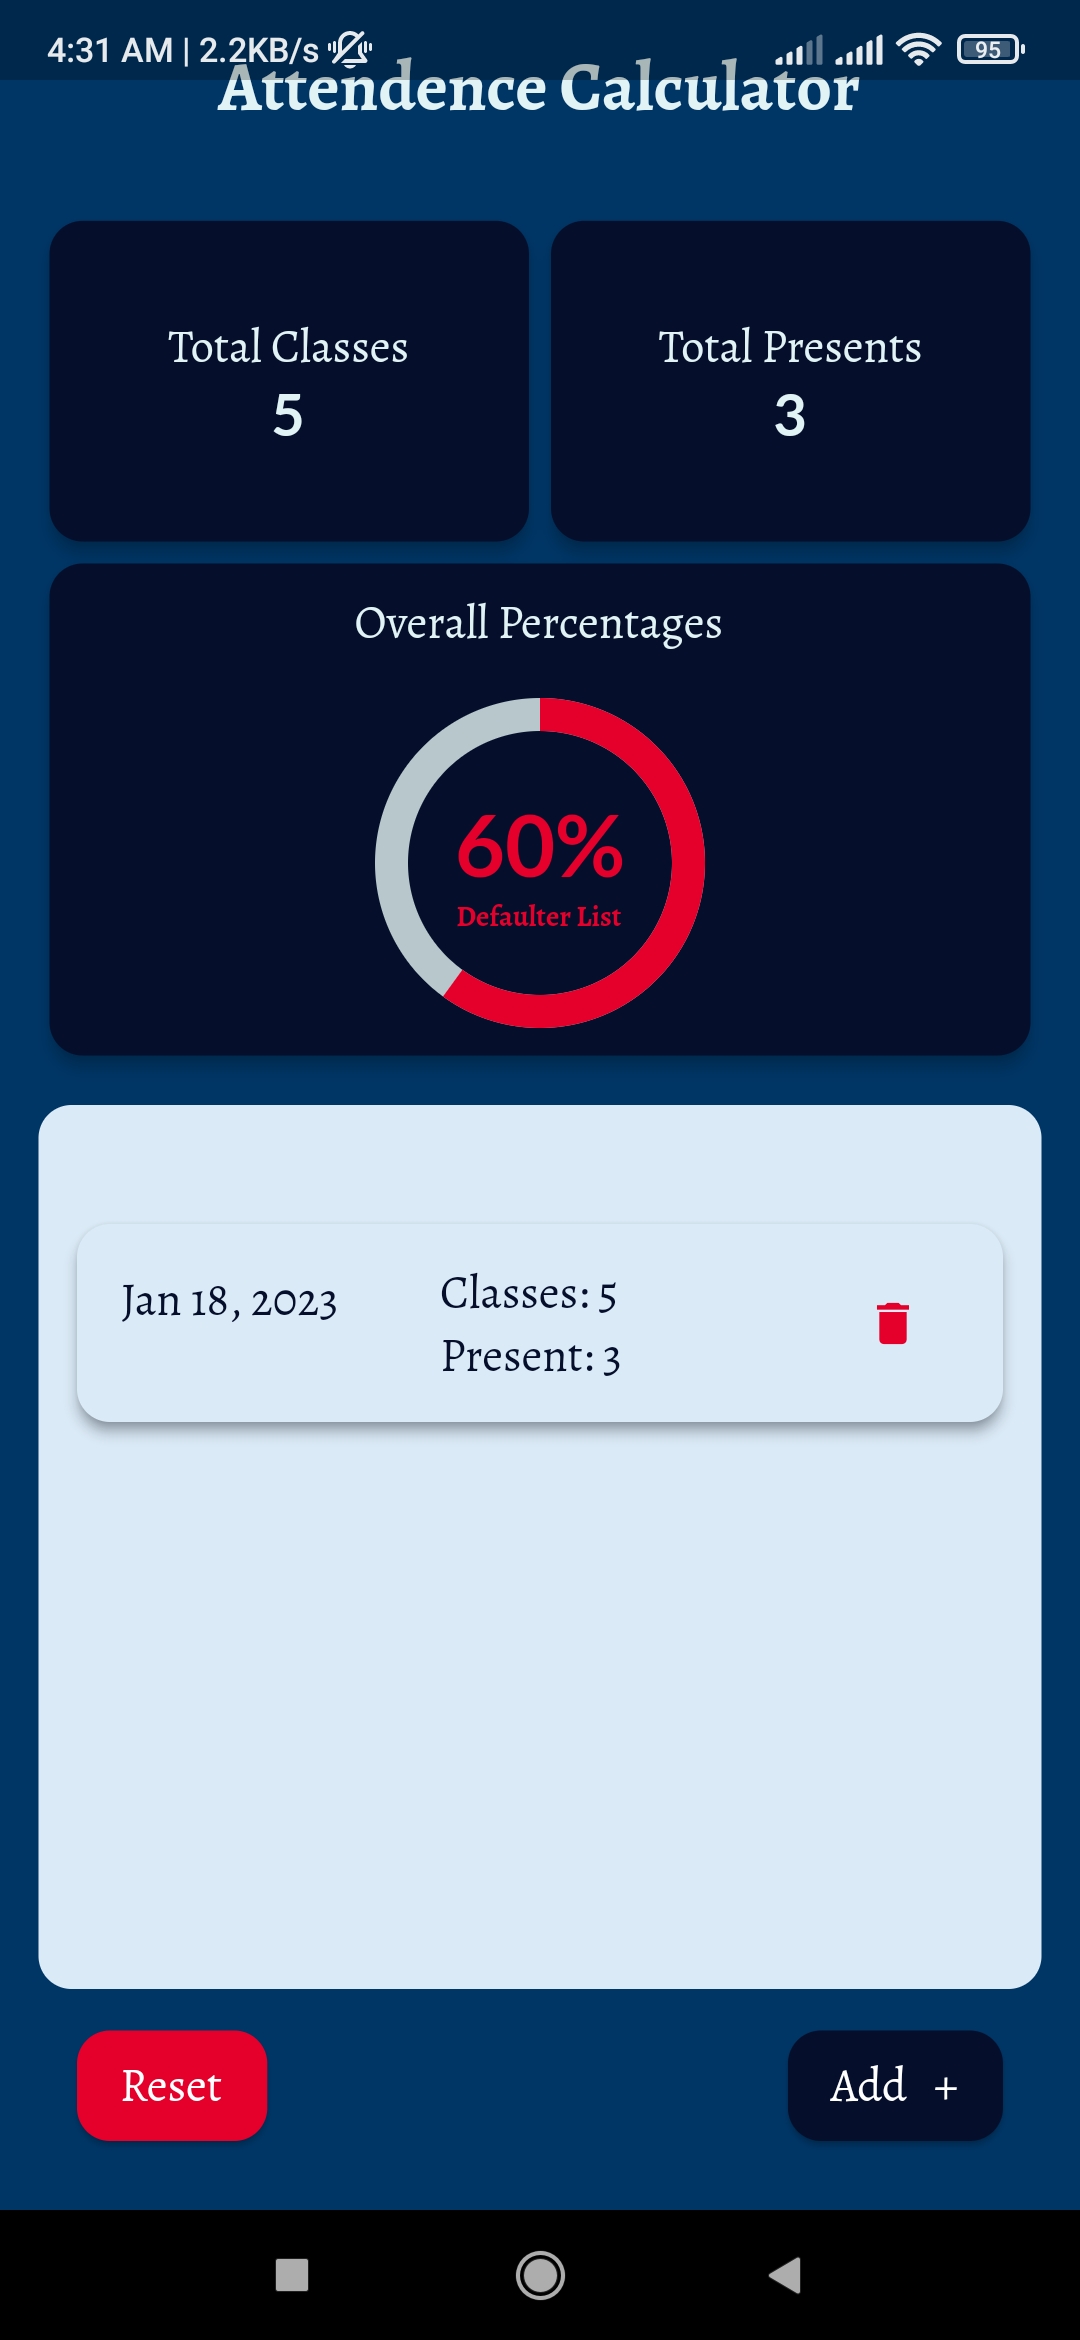 4:31 AM | 2.2KB/s
95
Attendence Calculator
Total Classes
5
Total Presents
3
Overall Percentages
60%
Defaulter List
Jan 18, 2023
Classes: 5
Present: 3
Reset
Add +